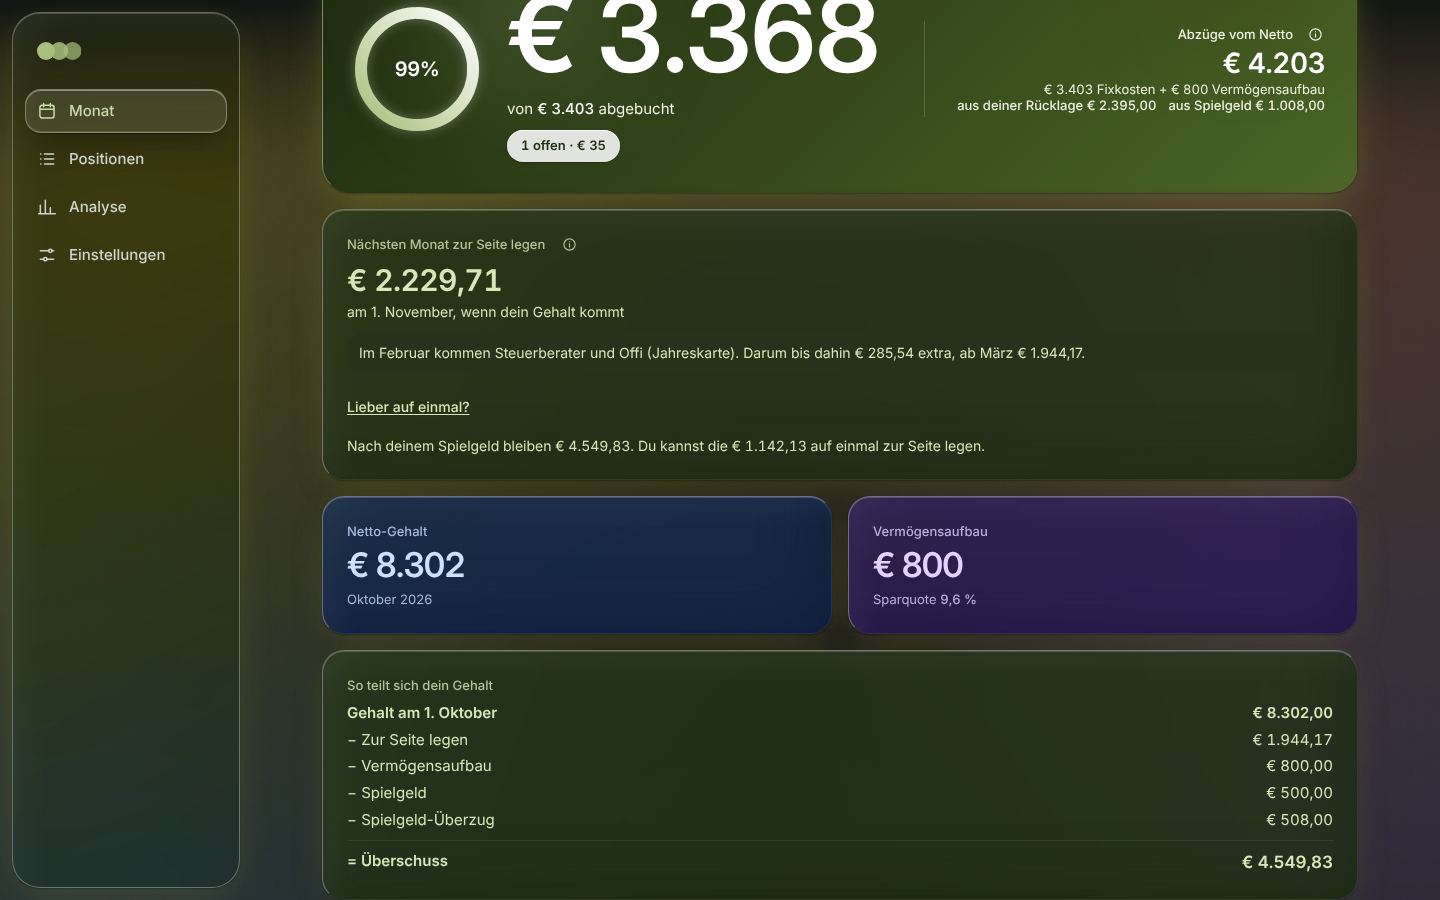 Monat
Positionen
Analyse
Einstellungen
99%
€ 3.368
von € 3.403 abgebucht
1 offen · € 35
Abzüge vom Netto
€ 4.203
€ 3.403 Fixkosten + € 800 Vermögensaufbau
aus deiner Rücklage € 2.395,00 aus Spielgeld € 1.008,00
Nächsten Monat zur Seite legen
€ 2.229,71
am 1. November, wenn dein Gehalt kommt
Im Februar kommen Steuerberater und Offi (Jahreskarte). Darum bis dahin € 285,54 extra, ab März € 1.944,17.
Lieber auf einmal?
Nach deinem Spielgeld bleiben € 4.549,83. Du kannst die € 1.142,13 auf einmal zur Seite legen.
Netto-Gehalt
€ 8.302
Oktober 2026
Vermögensaufbau
€ 800
Sparquote 9,6 %
So teilt sich dein Gehalt
Gehalt am 1. Oktober € 8.302,00
− Zur Seite legen € 1.944,17
− Vermögensaufbau € 800,00
− Spielgeld € 500,00
− Spielgeld-Überzug € 508,00
= Überschuss € 4.549,83